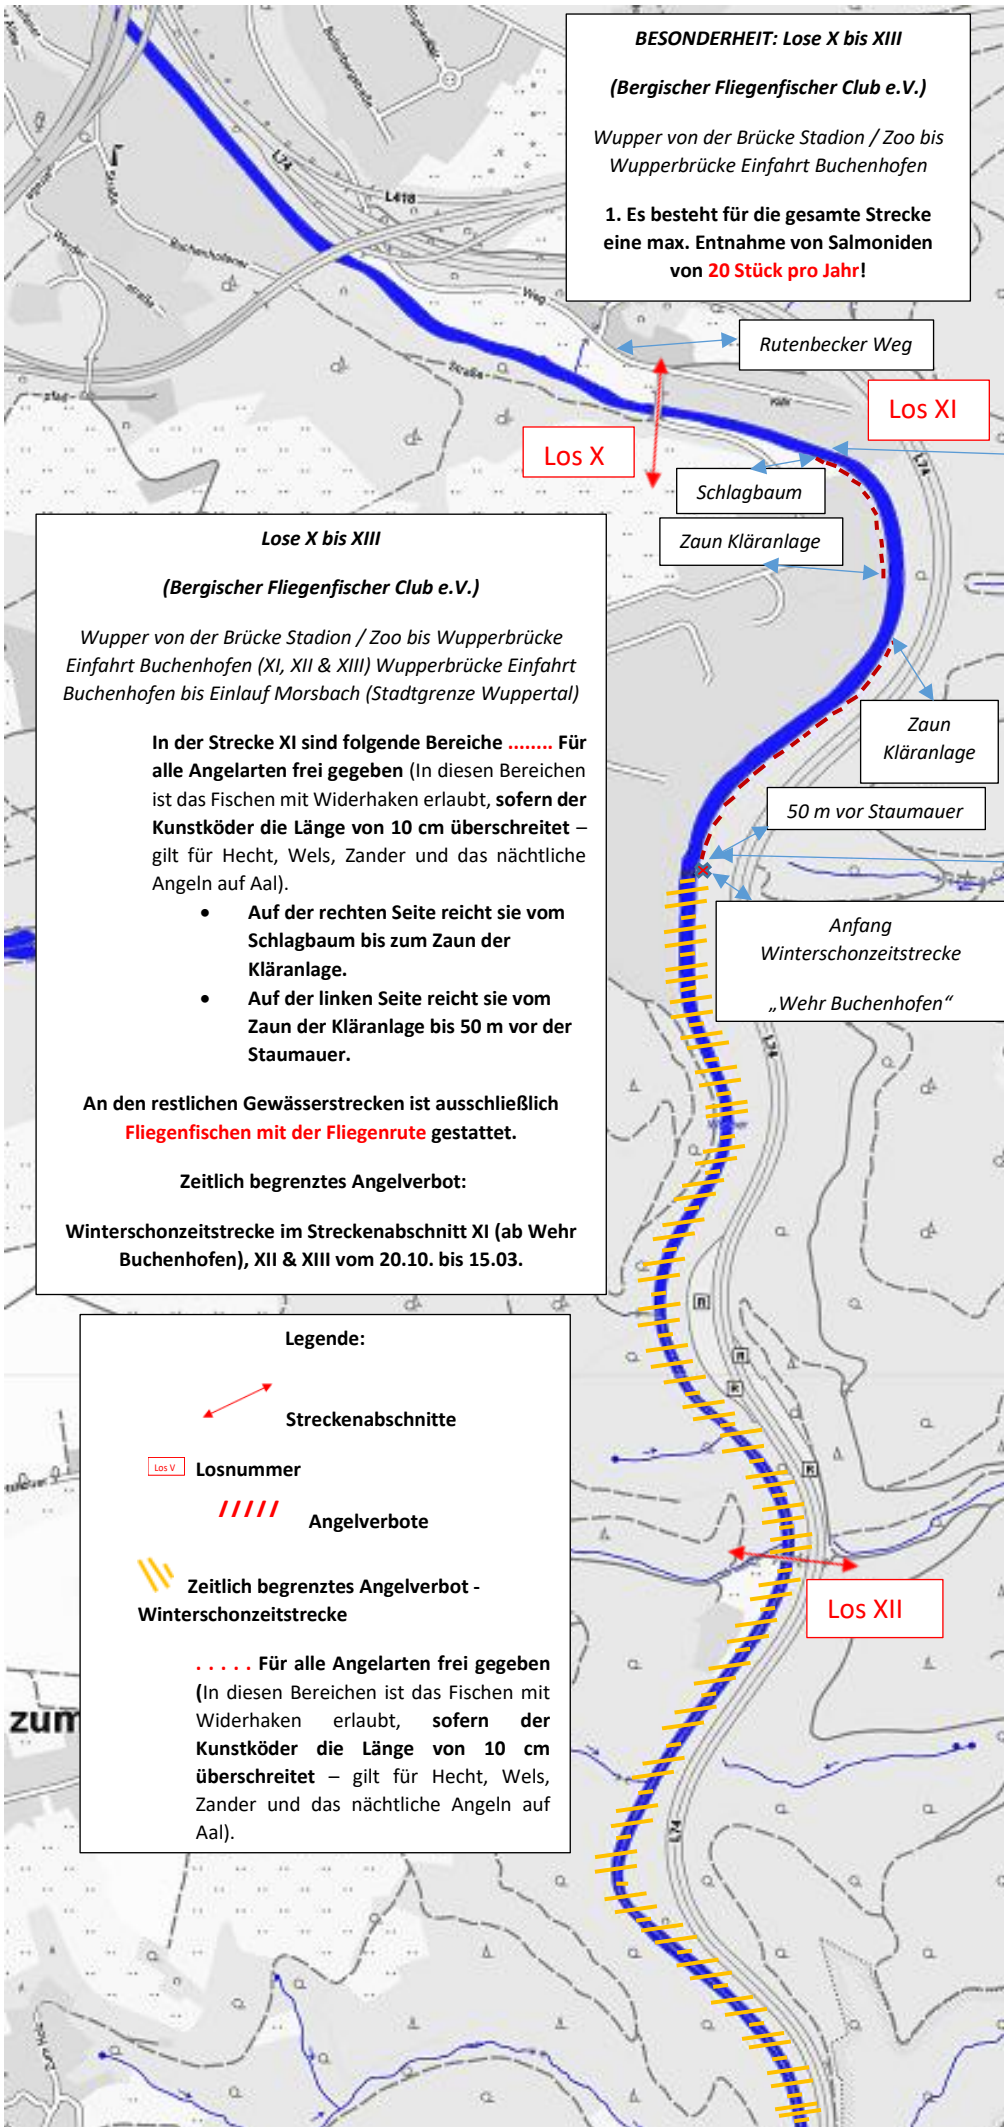 BESONDERHEIT: Lose X bis XIII
(Bergischer Fliegenfischer Club e.V.)
Wupper von der Brücke Stadion / Zoo bis
Wupperbrücke Einfahrt Buchenhofen
1. Es besteht für die gesamte Strecke
eine max. Entnahme von Salmoniden
von 20 Stück pro Jahr!
L74
L418
Straße
Buchenhofener
Werder
straße
Weg
Straße
Rutenbecker Weg
Los XI
Los X
L74
Schlagbaum
Zaun Kläranlage
Lose X bis XIII
(Bergischer Fliegenfischer Club e.V.)
Wupper von der Brücke Stadion / Zoo bis Wupperbrücke
Einfahrt Buchenhofen (XI, XII & XIII) Wupperbrücke Einfahrt
Buchenhofen bis Einlauf Morsbach (Stadtgrenze Wuppertal)
In der Strecke XI sind folgende Bereiche ........ Für
alle Angelarten frei gegeben (In diesen Bereichen
ist das Fischen mit Widerhaken erlaubt, sofern der
Kunstköder die Länge von 10 cm überschreitet –
gilt für Hecht, Wels, Zander und das nächtliche
Angeln auf Aal).
• Auf der rechten Seite reicht sie vom
Schlagbaum bis zum Zaun der
Kläranlage.
• Auf der linken Seite reicht sie vom
Zaun der Kläranlage bis 50 m vor der
Staumauer.
An den restlichen Gewässerstrecken ist ausschließlich
Fliegenfischen mit der Fliegenrute gestattet.
Zeitlich begrenztes Angelverbot:
Winterschonzeitstrecke im Streckenabschnitt XI (ab Wehr
Buchenhofen), XII & XIII vom 20.10. bis 15.03.
Zaun
Kläranlage
50 m vor Staumauer
Anfang
Winterschonzeitstrecke
„Wehr Buchenhofen“
L74
R
R
R
R
Legende:
Streckenabschnitte
Los V Losnummer
Angelverbote
Zeitlich begrenztes Angelverbot -
Winterschonzeitstrecke
. . . . . Für alle Angelarten frei gegeben
(In diesen Bereichen ist das Fischen mit
Widerhaken erlaubt, sofern der
Kunstköder die Länge von 10 cm
überschreitet – gilt für Hecht, Wels,
Zander und das nächtliche Angeln auf
Aal).
Los XII
zum
L74